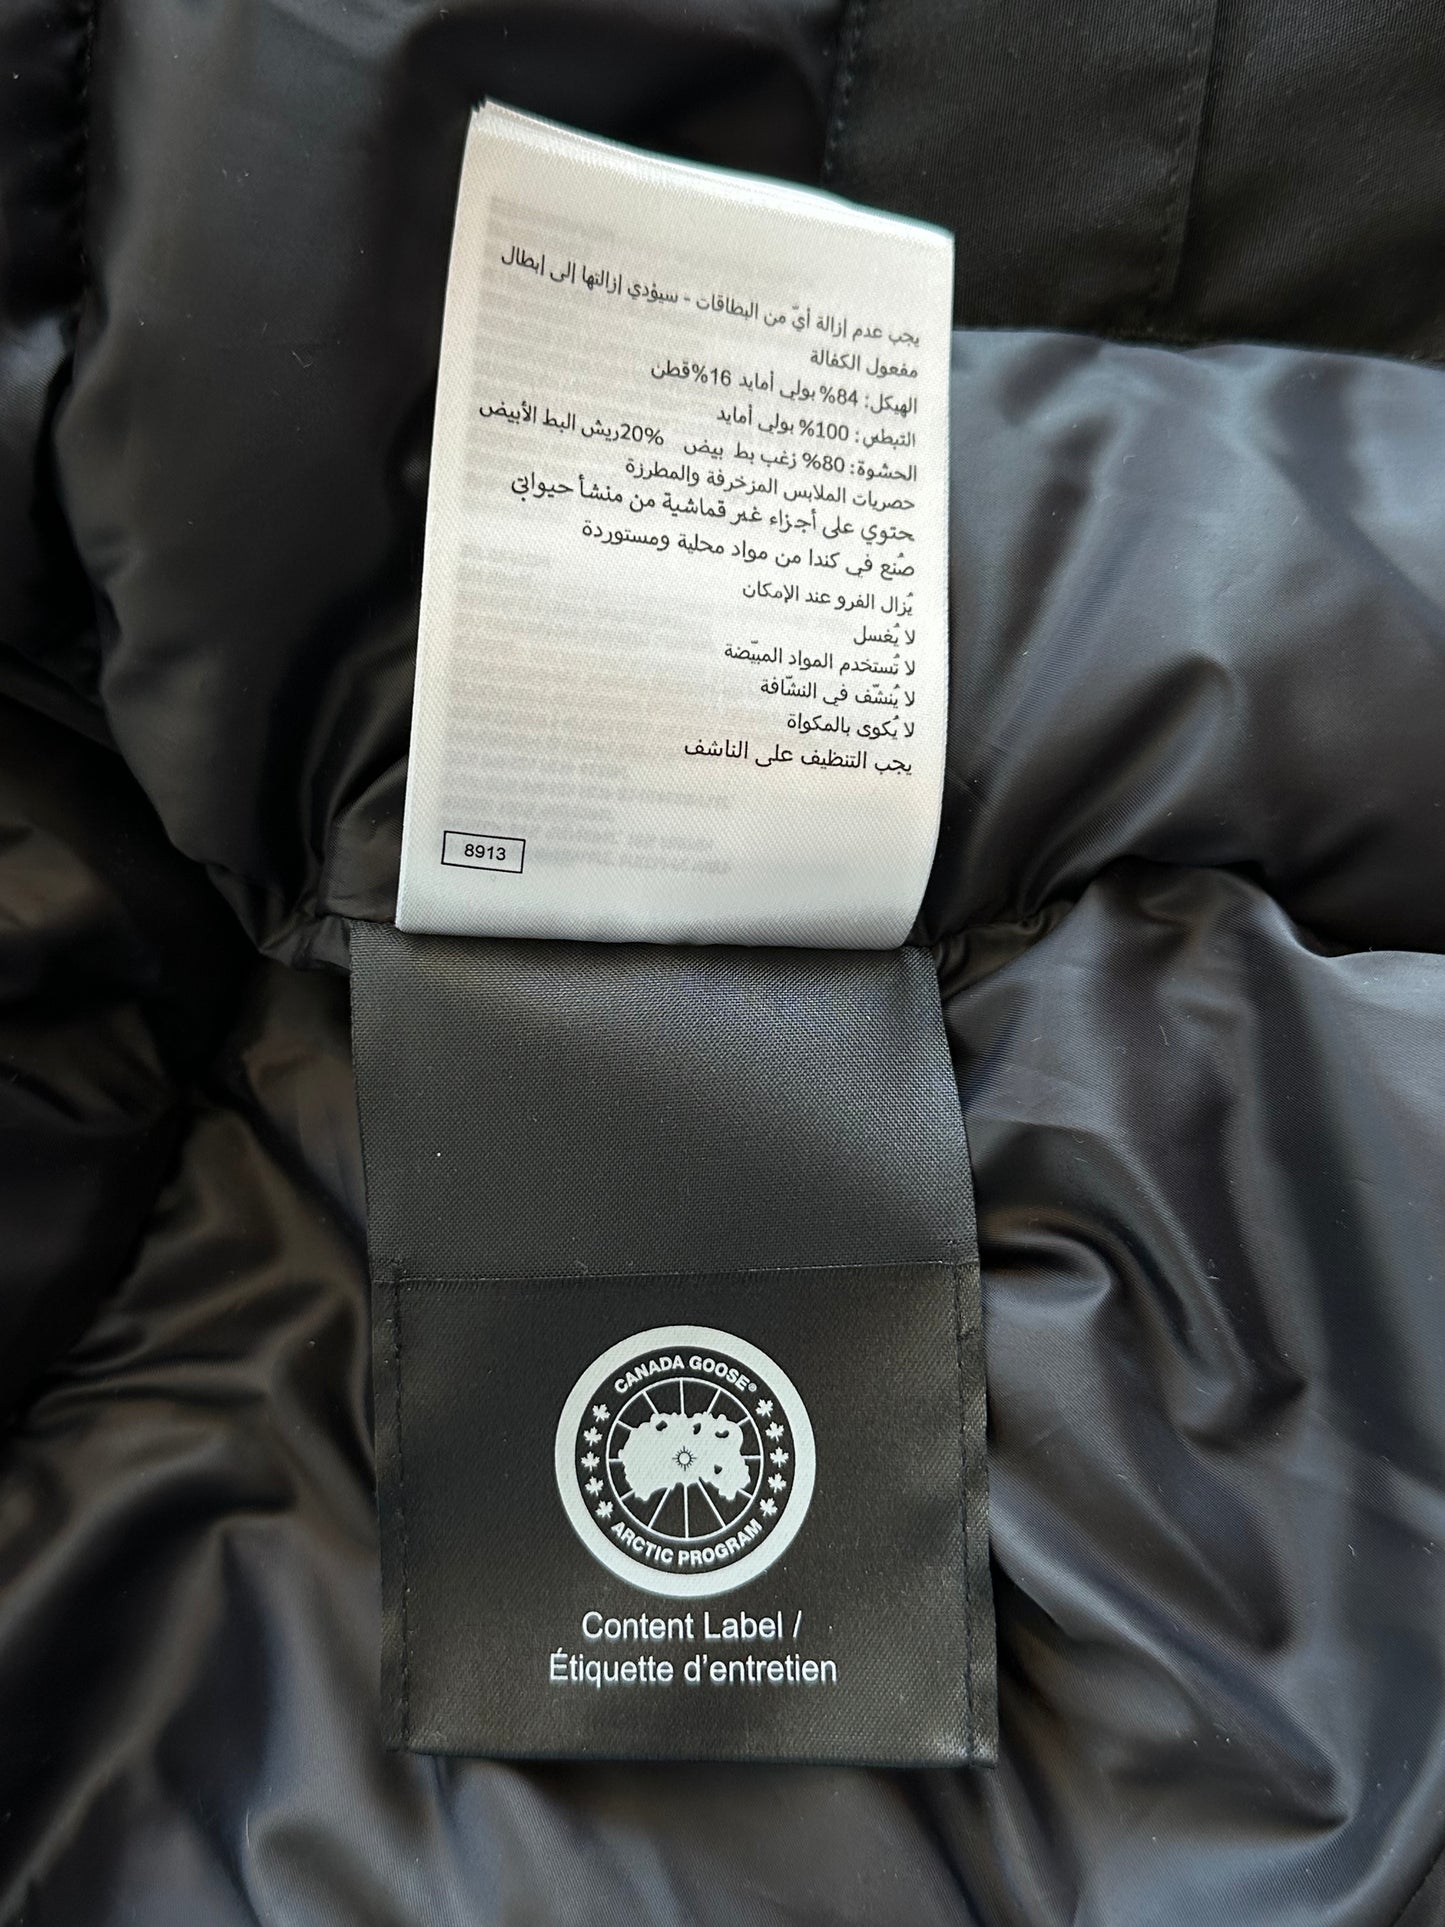 يجب عدم إزالة أيّ من البطاقات - سيؤدي إزالتها إلى إبطال
مفعول الكفالة
الهيكل: 84% بولي أمايد 16%قطن
التبطين: 100% بولي أمايد
الحشوة: 80% زغب بط بيض 20%ريش البط الأبيض
حصريات الملابس المزخرفة والمطرزة
حتوي على أجزاء غير قماشية من منشأ حيواني
صُنع في كندا من مواد محلية ومستوردة
يُزال الفرو عند الإمكان
لا يُغسل
لا تُستخدم المواد المبيّضة
لا يُنشّف في النشّافة
لا يُكوى بالمكواة
يجب التنظيف على الناشف
8913
CANADA GOOSE®
ARCTIC PROGRAM
Content Label /
Étiquette d'entretien